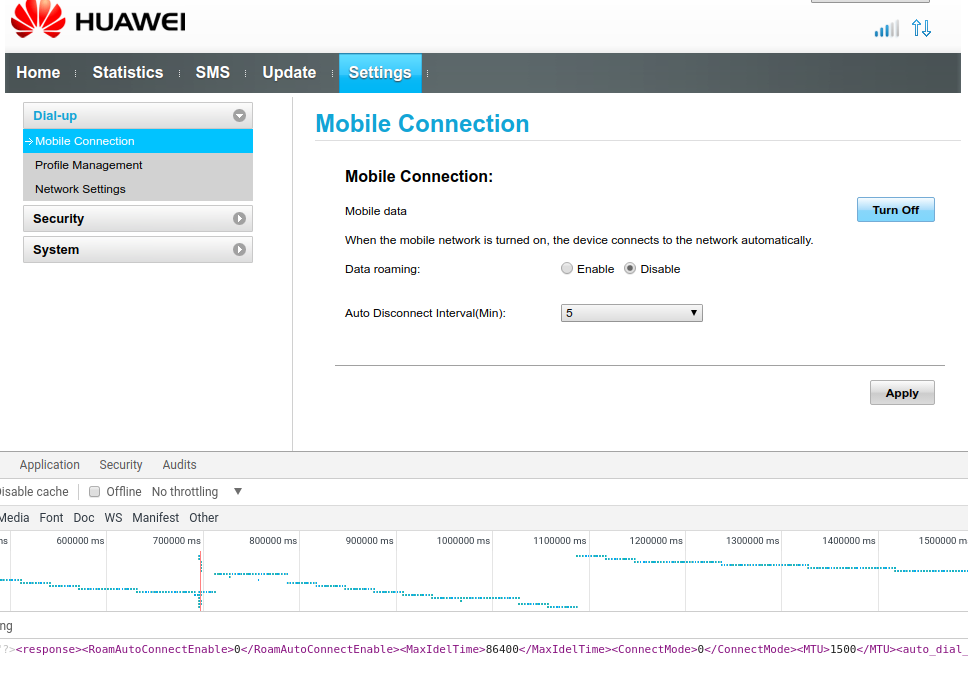 HUAWEI
Home Statistics SMS Update Settings
Dial-up
Mobile Connection
Profile Management
Network Settings
Security
System
Mobile Connection
Mobile Connection:
Mobile data
Turn Off
When the mobile network is turned on, the device connects to the network automatically.
Data roaming: Enable Disable
Auto Disconnect Interval(Min): 5
Apply
Application Security Audits
isable cache Offline No throttling
Media Font Doc WS Manifest Other
ms 600000 ms 700000 ms 800000 ms 900000 ms 1000000 ms 1100000 ms 1200000 ms 1300000 ms 1400000 ms 1500000 m
ng
?><response><RoamAutoConnectEnable>0</RoamAutoConnectEnable><MaxIdelTime>86400</MaxIdelTime><ConnectMode>0</ConnectMode><MTU>1500</MTU><auto_dial_